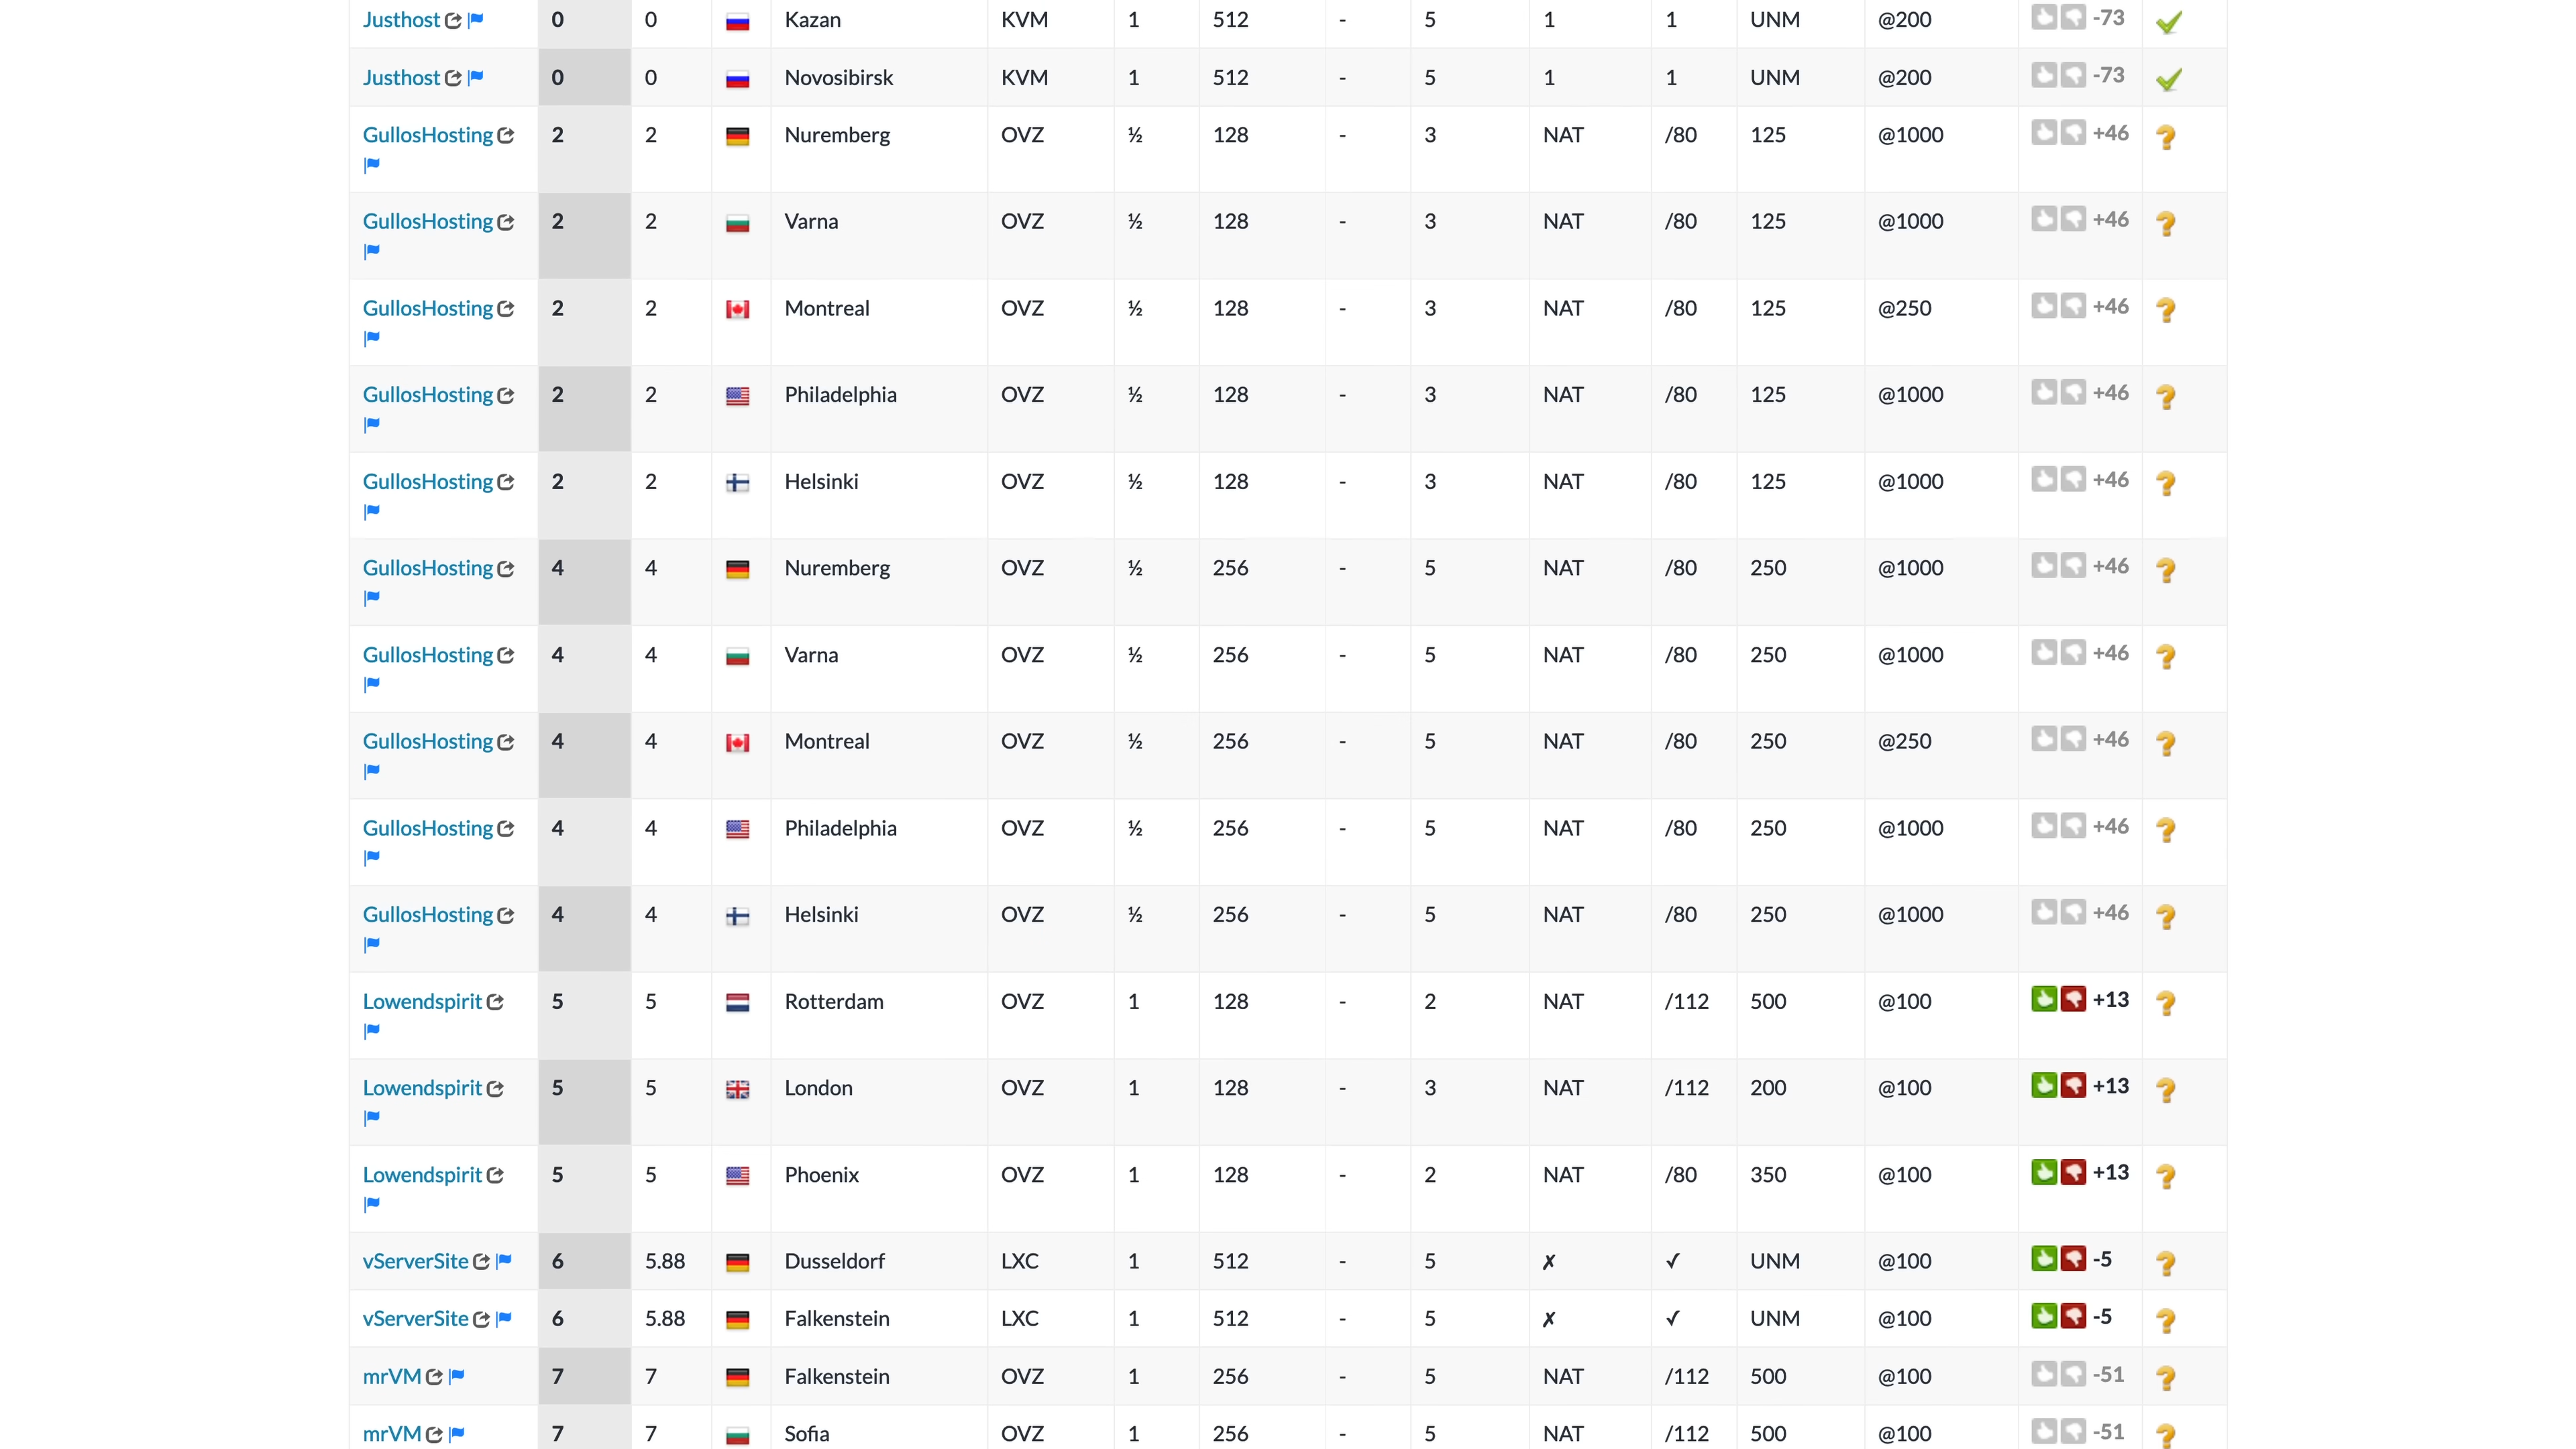 Justhost 0 0 Kazan KVM 1 512 - 5 1 1 UNM @200 -73
Justhost 0 0 Novosibirsk KVM 1 512 - 5 1 1 UNM @200 -73
GullosHosting 2 2 Nuremberg OVZ ½ 128 - 3 NAT /80 125 @1000 +46
GullosHosting 2 2 Varna OVZ ½ 128 - 3 NAT /80 125 @1000 +46
GullosHosting 2 2 Montreal OVZ ½ 128 - 3 NAT /80 125 @250 +46
GullosHosting 2 2 Philadelphia OVZ ½ 128 - 3 NAT /80 125 @1000 +46
GullosHosting 2 2 Helsinki OVZ ½ 128 - 3 NAT /80 125 @1000 +46
GullosHosting 4 4 Nuremberg OVZ ½ 256 - 5 NAT /80 250 @1000 +46
GullosHosting 4 4 Varna OVZ ½ 256 - 5 NAT /80 250 @1000 +46
GullosHosting 4 4 Montreal OVZ ½ 256 - 5 NAT /80 250 @250 +46
GullosHosting 4 4 Philadelphia OVZ ½ 256 - 5 NAT /80 250 @1000 +46
GullosHosting 4 4 Helsinki OVZ ½ 256 - 5 NAT /80 250 @1000 +46
Lowendspirit 5 5 Rotterdam OVZ 1 128 - 2 NAT /112 500 @100 +13
Lowendspirit 5 5 London OVZ 1 128 - 3 NAT /112 200 @100 +13
Lowendspirit 5 5 Phoenix OVZ 1 128 - 2 NAT /80 350 @100 +13
vServerSite 6 5.88 Dusseldorf LXC 1 512 - 5 ✗ ✓ UNM @100 -5
vServerSite 6 5.88 Falkenstein LXC 1 512 - 5 ✗ ✓ UNM @100 -5
mrVM 7 7 Falkenstein OVZ 1 256 - 5 NAT /112 500 @100 -51
mrVM 7 7 Sofia OVZ 1 256 - 5 NAT /112 500 @100 -51